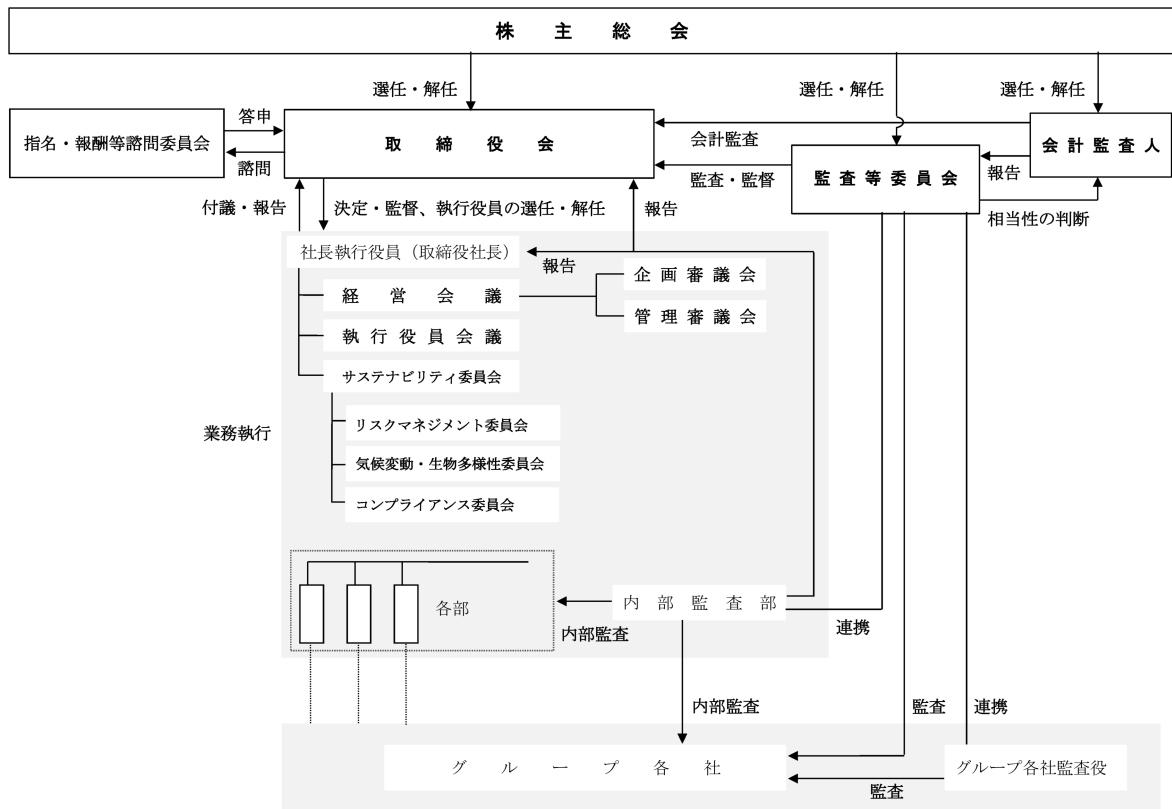 株主総会
選任・解任
選任・解任
選任・解任
指名・報酬等諮問委員会
答申
諮問
取締役会
会計監査
監査・監督
監査等委員会
会計監査人
報告
相当性の判断
付議・報告
決定・監督、執行役員の選任・解任
報告
社長執行役員（取締役社長）
報告
経営会議
企画審議会
管理審議会
執行役員会議
サステナビリティ委員会
業務執行
リスクマネジメント委員会
気候変動・生物多様性委員会
コンプライアンス委員会
各部
内部監査
内部監査部
連携
内部監査
監査
連携
グループ各社
監査
グループ各社監査役